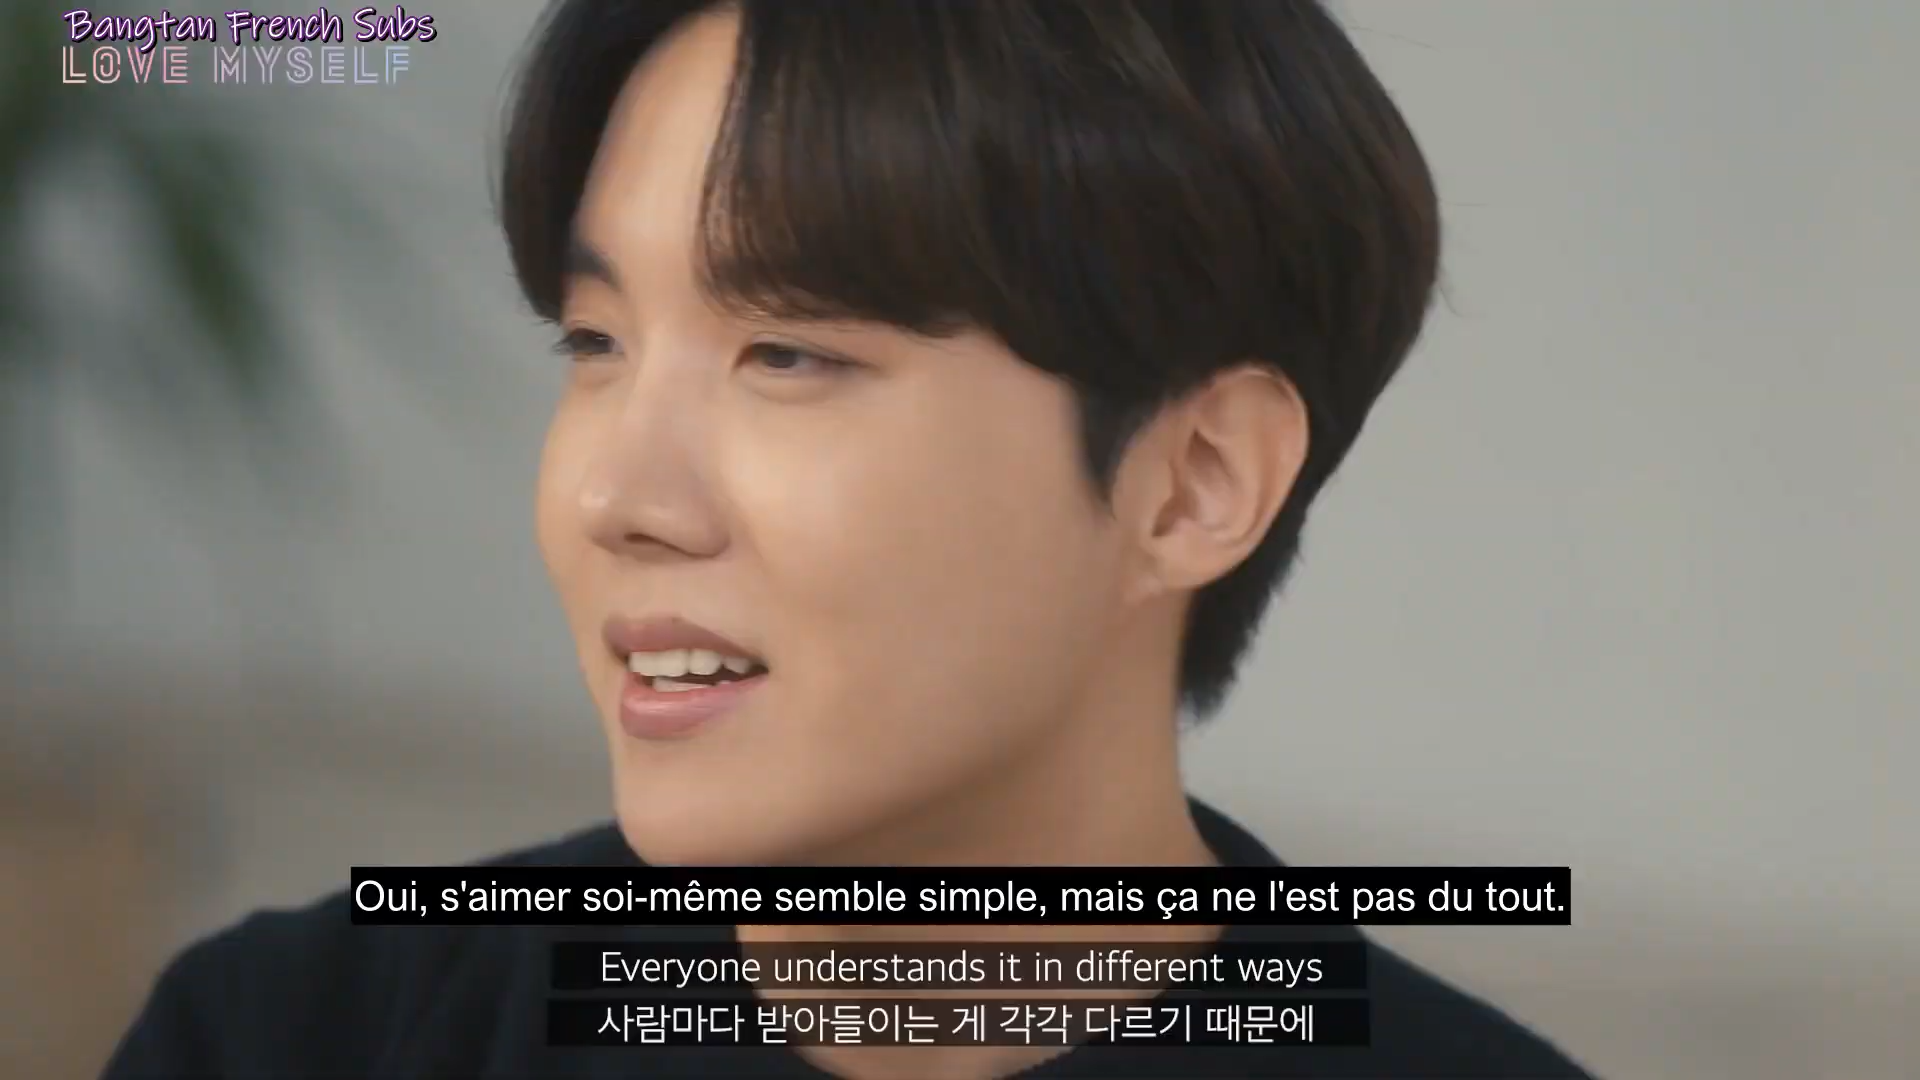 Bangtan French Subs
LOVE MYSELF
Oui, s'aimer soi-même semble simple, mais ça ne l'est pas du tout.
Everyone understands it in different ways
사람마다 받아들이는 게 각각 다르기 때문에